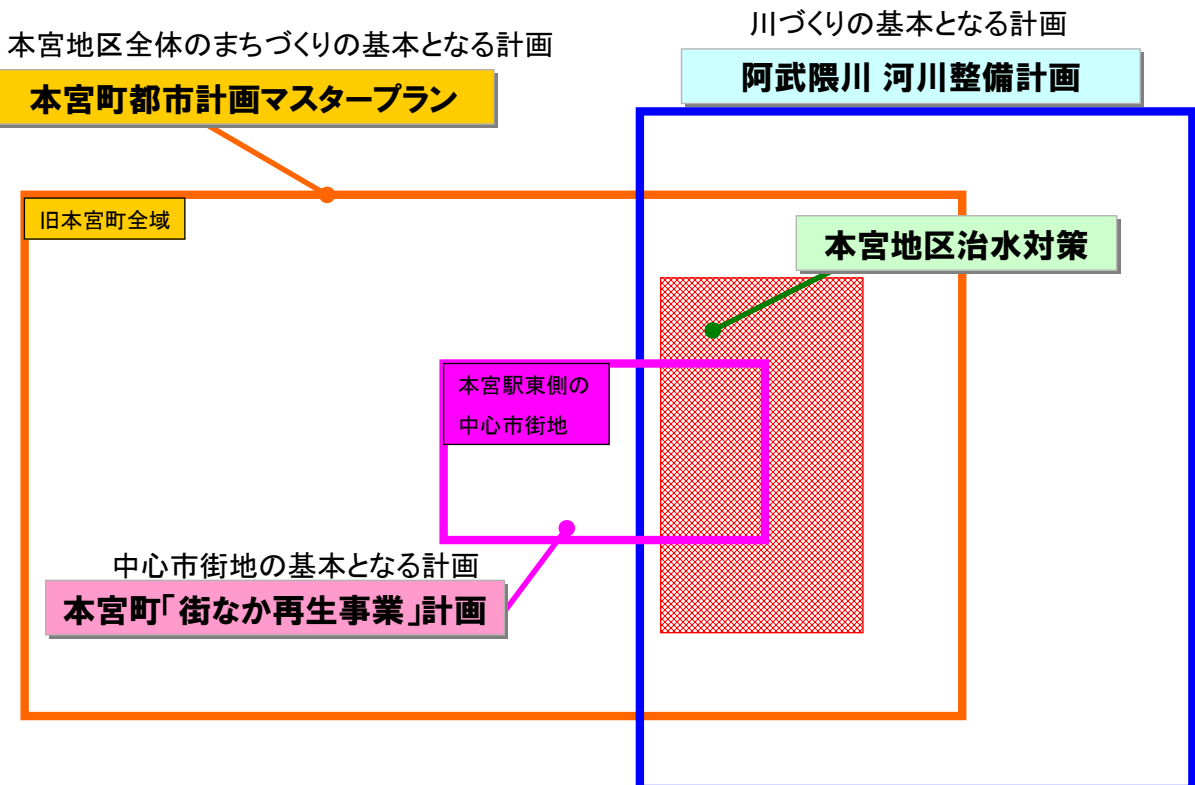 本宮地区全体のまちづくりの基本となる計画
本宮町都市計画マスタープラン
川づくりの基本となる計画
阿武隈川 河川整備計画
旧本宮町全域
本宮地区治水対策
本宮駅東側の
中心市街地
中心市街地の基本となる計画
本宮町「街なか再生事業」計画